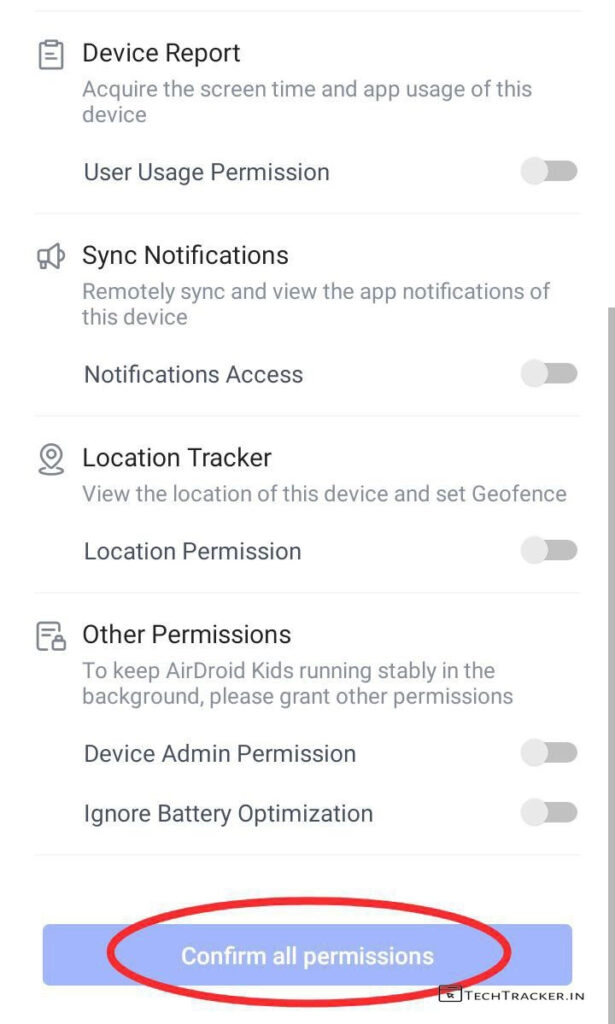 Device Report
Acquire the screen time and app usage of this
device
User Usage Permission
Sync Notifications
Remotely sync and view the app notifications of
this device
Notifications Access
Location Tracker
View the location of this device and set Geofence
Location Permission
Other Permissions
To keep AirDroid Kids running stably in the
background, please grant other permissions
Device Admin Permission
Ignore Battery Optimization
Confirm all permissions
TECHTRACKER.IN